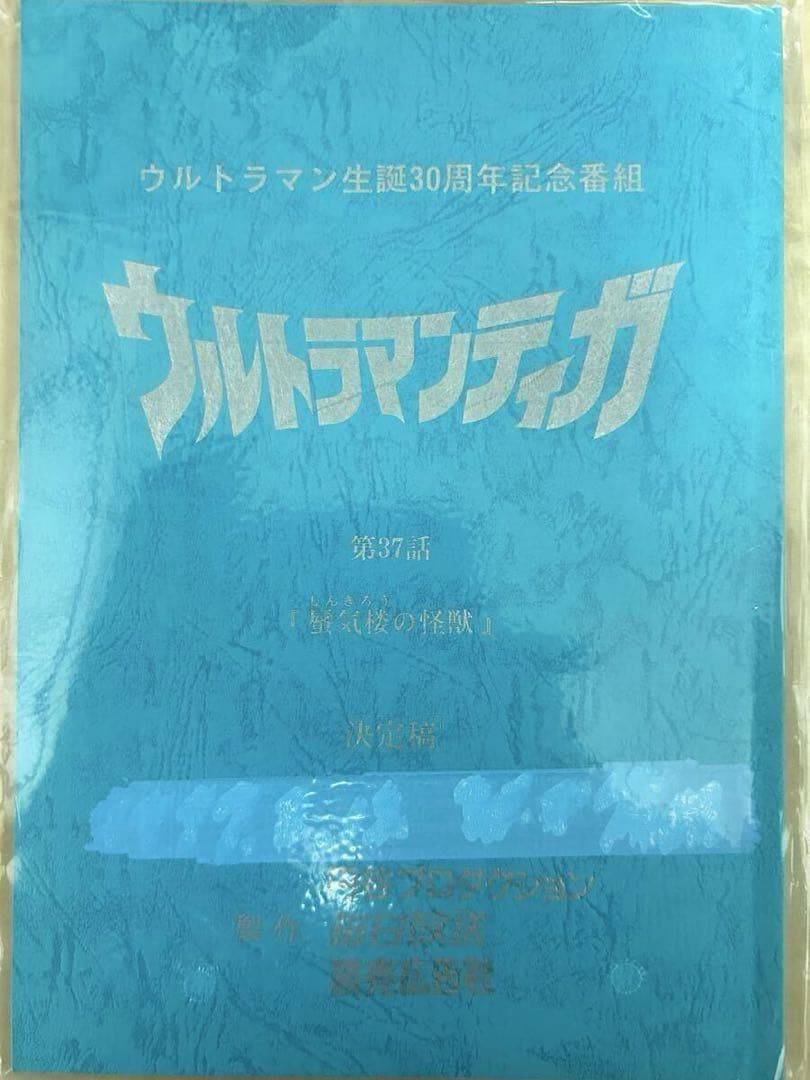 ウルトラマン生誕30周年記念番組
ウルトラマンティガ
第37話
しんきろう
『蜃気楼の怪獣』
決定稿
円谷プロダクション
製作 毎日放送
読売広告社